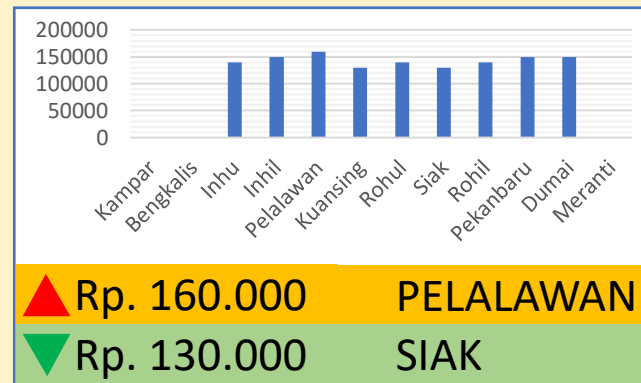 200000
150000
100000
50000
0
Kampar
Bengkalis
Inhu
Inhil
Pelalawan
Kuansing
Rohul
Siak
Rohil
Pekanbaru
Dumai
Meranti
Rp. 160.000 PELALAWAN
Rp. 130.000 SIAK